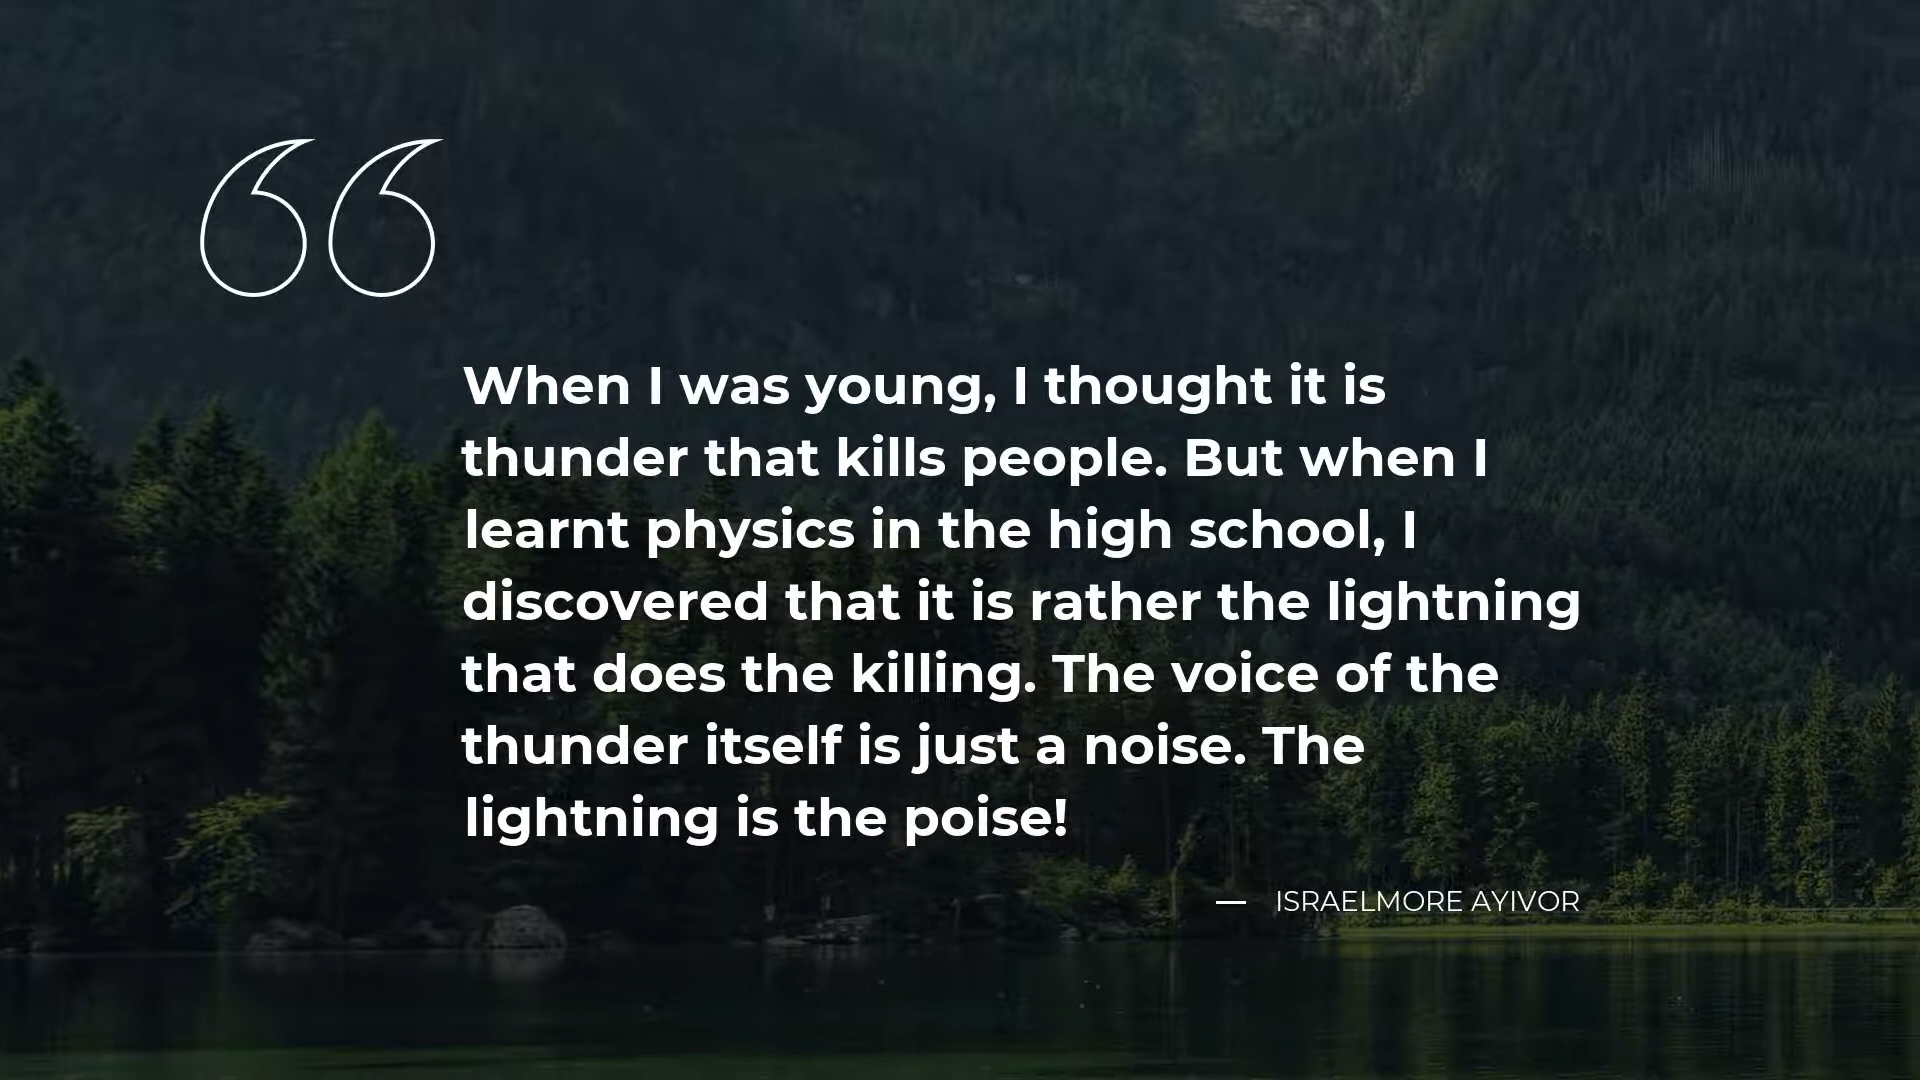 “
When I was young, I thought it is
thunder that kills people. But when I
learnt physics in the high school, I
discovered that it is rather the lightning
that does the killing. The voice of the
thunder itself is just a noise. The
lightning is the poise!
— ISRAELMORE AYIVOR